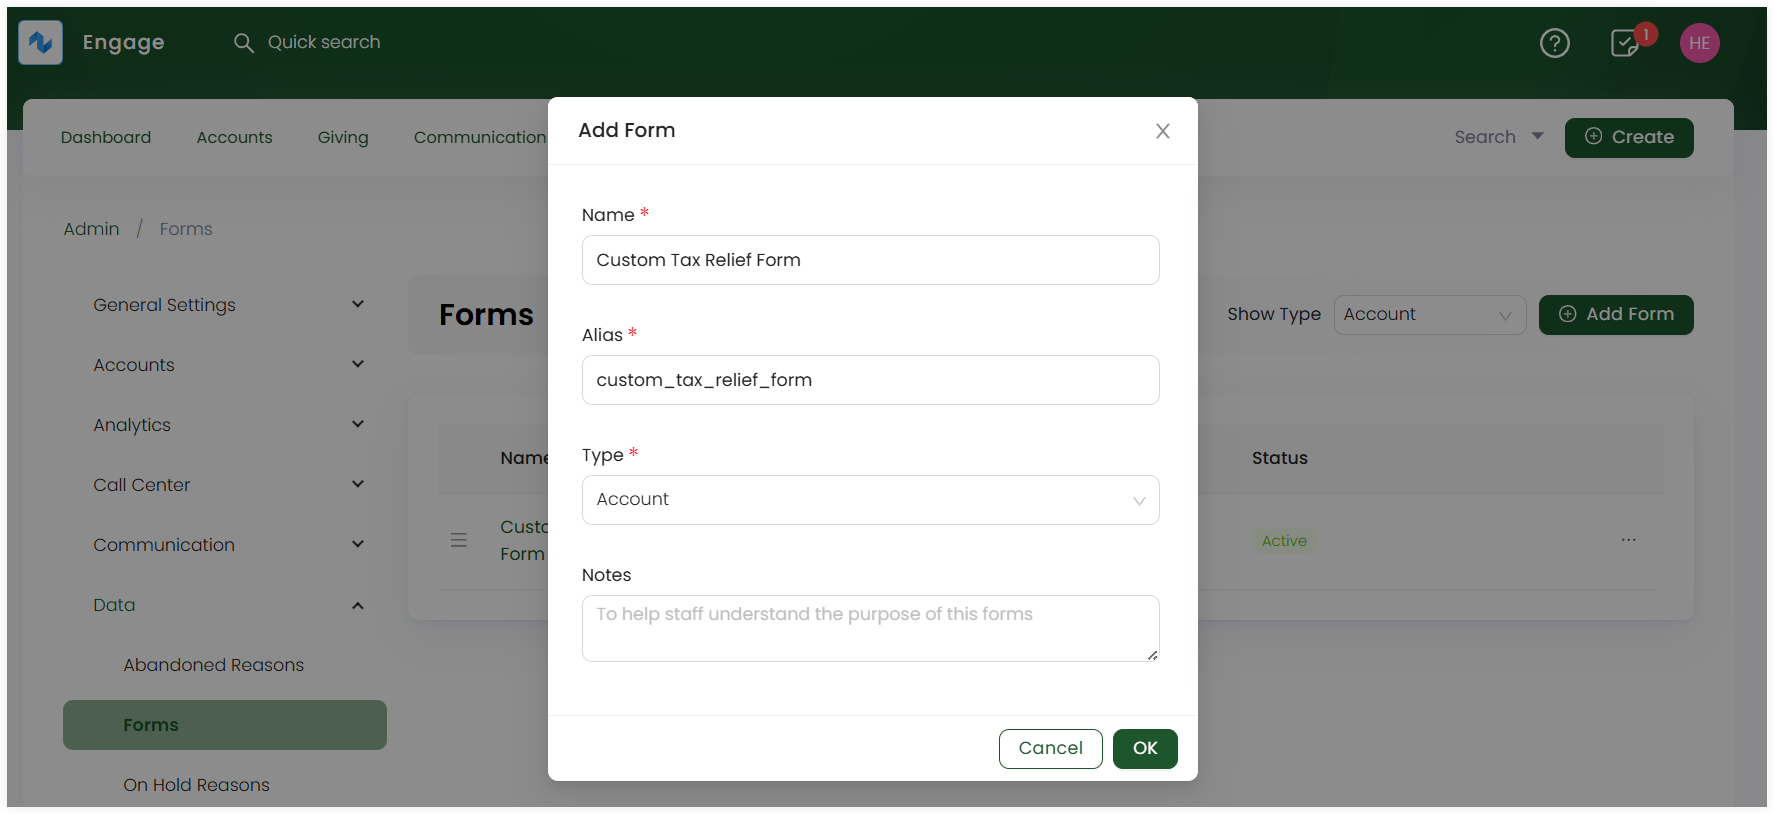 Engage
Quick search
1
HE
Dashboard
Accounts
Giving
Communication
Search
Create
Admin / Forms
General Settings
Accounts
Analytics
Call Center
Communication
Data
Abandoned Reasons
Forms
On Hold Reasons
Forms
Show Type
Account
Add Form
Name
Status
Form
Active
Add Form
Name *
Custom Tax Relief Form
Alias *
custom_tax_relief_form
Type *
Account
Notes
To help staff understand the purpose of this forms
Cancel
OK